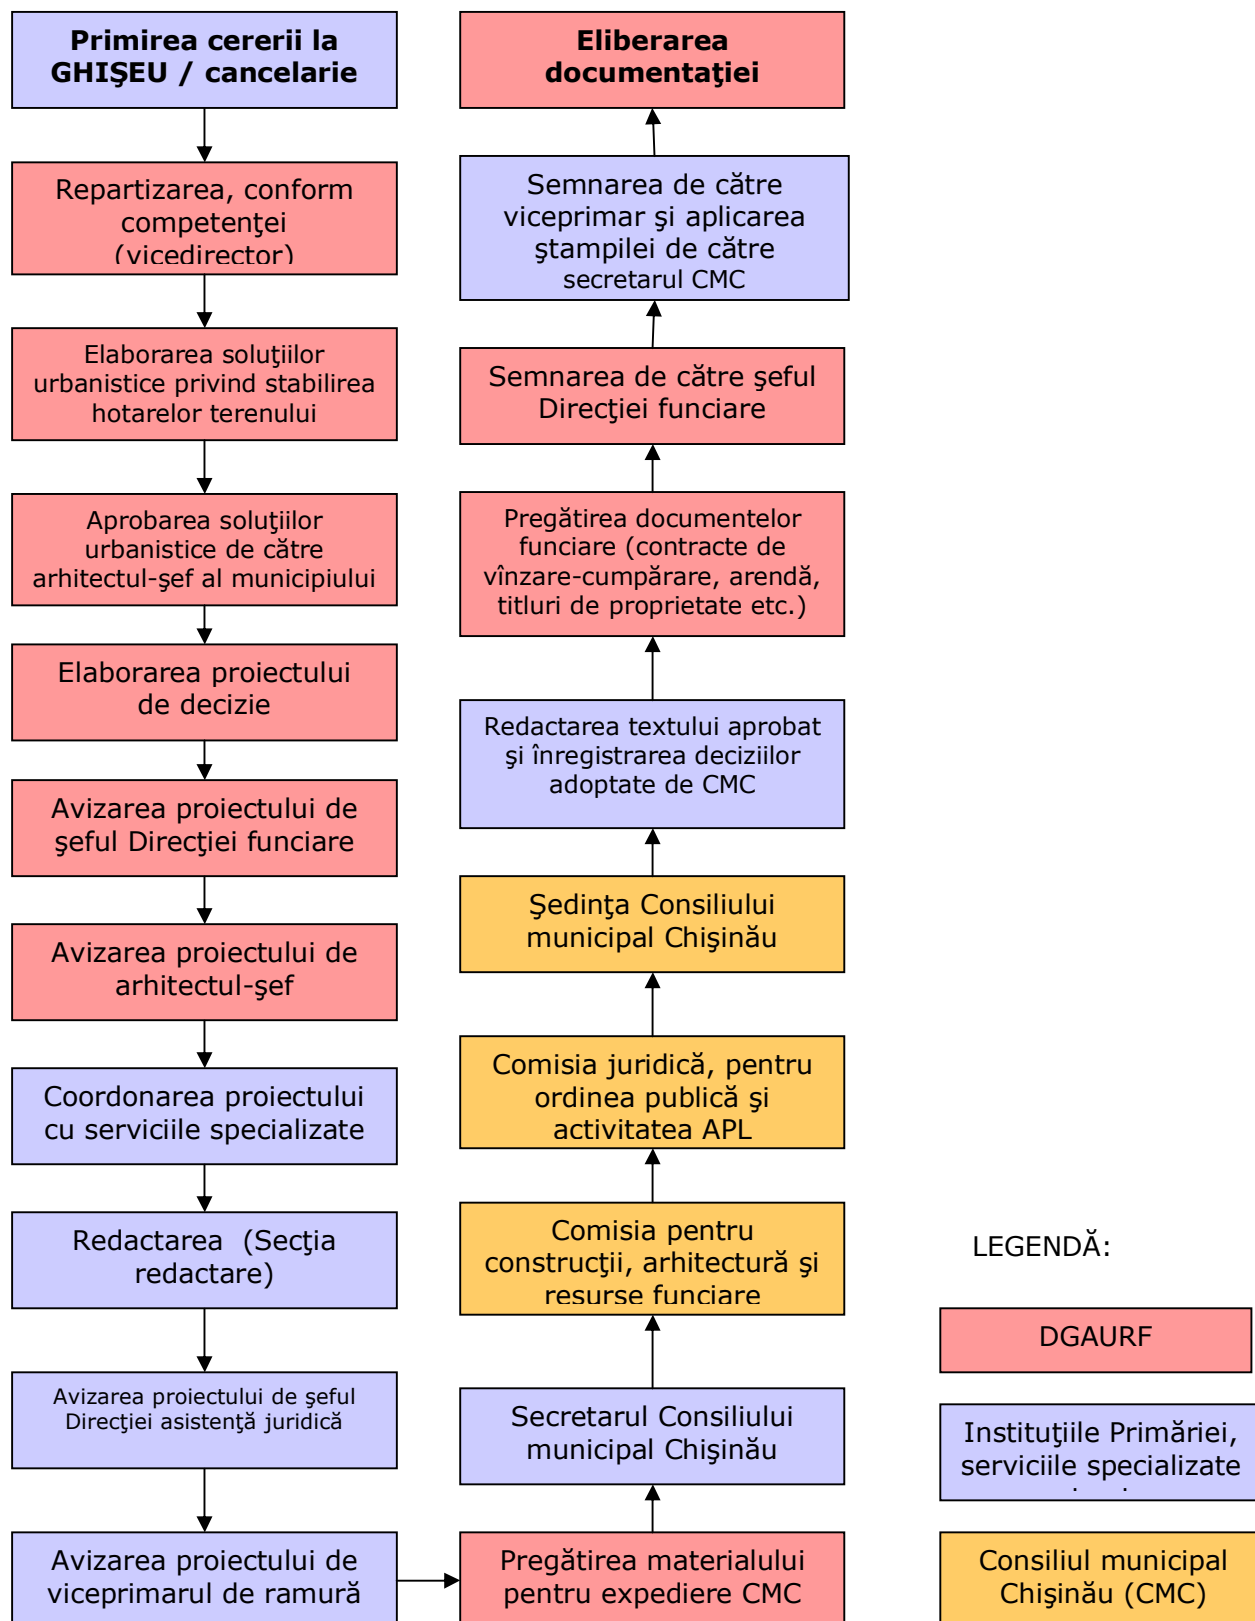 Primirea cererii la
GHIŞEU / cancelarie
Repartizarea, conform
competenţei
(vicedirector)
Elaborarea soluţiilor
urbanistice privind stabilirea
hotarelor terenului
Aprobarea soluţiilor
urbanistice de către
arhitectul-şef al municipiului
Elaborarea proiectului
de decizie
Avizarea proiectului de
şeful Direcţiei funciare
Avizarea proiectului de
arhitectul-şef
Coordonarea proiectului
cu serviciile specializate
Redactarea (Secţia
redactare)
Avizarea proiectului de şeful
Direcţiei asistenţă juridică
Avizarea proiectului de
viceprimarul de ramură
Eliberarea
documentaţiei
Semnarea de către
viceprimar şi aplicarea
ştampilei de către
secretarul CMC
Semnarea de către şeful
Direcţiei funciare
Pregătirea documentelor
funciare (contracte de
vînzare-cumpărare, arendă,
titluri de proprietate etc.)
Redactarea textului aprobat
şi înregistrarea deciziilor
adoptate de CMC
Şedinţa Consiliului
municipal Chişinău
Comisia juridică, pentru
ordinea publică şi
activitatea APL
Comisia pentru
construcţii, arhitectură şi
resurse funciare
Secretarul Consiliului
municipal Chişinău
Pregătirea materialului
pentru expediere CMC
LEGENDĂ:
DGAURF
Instituţiile Primăriei,
serviciile specializate
Consiliul municipal
Chişinău (CMC)